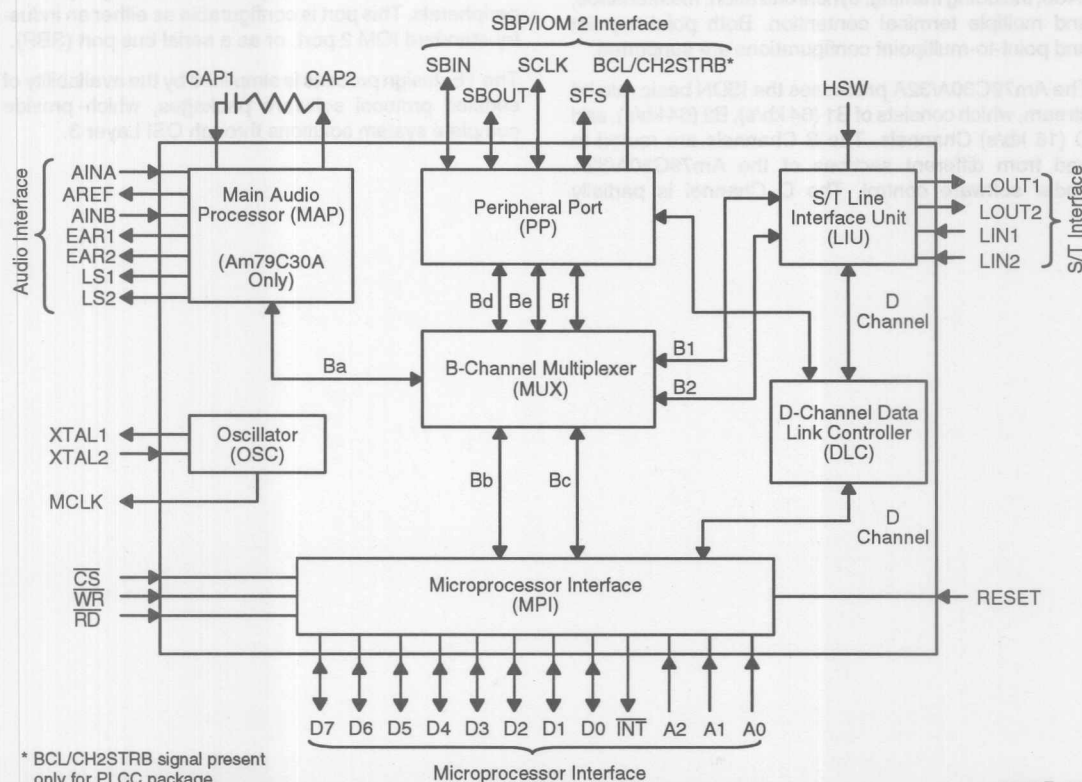 SBP/IOM 2 Interface
SBIN SCLK BCL/CH2STRB*
CAP1 CAP2 SBOUT SFS HSW
Audio Interface
AINA
AREF
AINB
EAR1
EAR2
LS1
LS2
Main Audio
Processor (MAP)
(Am79C30A
Only)
Peripheral Port
(PP)
S/T Line
Interface Unit
(LIU)
LOUT1
LOUT2
LIN1
LIN2
S/T Interface
Bd Be Bf
D
Channel
Ba
B-Channel Multiplexer
(MUX)
B1
B2
D-Channel Data
Link Controller
(DLC)
XTAL1
XTAL2
MCLK
Oscillator
(OSC)
Bb Bc
D
Channel
CS
WR
RD
Microprocessor Interface
(MPI)
RESET
D7 D6 D5 D4 D3 D2 D1 D0 INT A2 A1 A0
Microprocessor Interface
* BCL/CH2STRB signal present
only for PLCC package